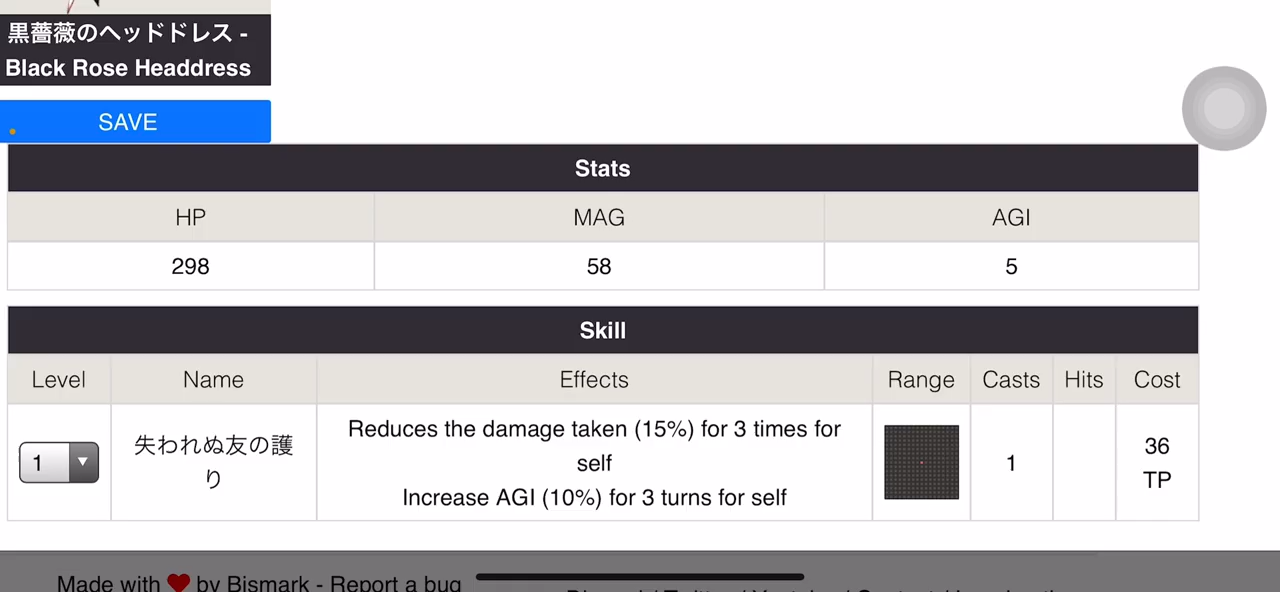 黒薔薇のヘッドドレス -
Black Rose Headdress
SAVE
Stats
HP MAG AGI
298 58 5
Skill
Level Name Effects Range Casts Hits Cost
1
失われぬ友の護
り
Reduces the damage taken (15%) for 3 times for
self
Increase AGI (10%) for 3 turns for self
1
36
TP
Made with ❤ by Bismark - Report a bug